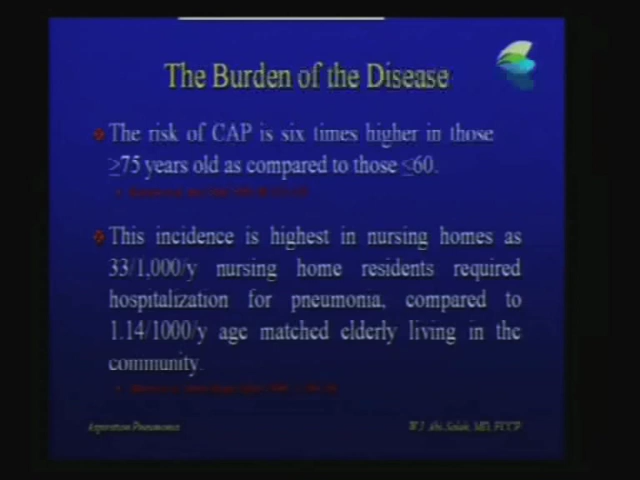 The Burden of the Disease
The risk of CAP is six times higher in those
≥75 years old as compared to those ≤60.
This incidence is highest in nursing homes as
33/1,000/y nursing home residents required
hospitalization for pneumonia, compared to
1.14/1000/y age matched elderly living in the
community.
Aspiration Pneumonia
MD, FCCP